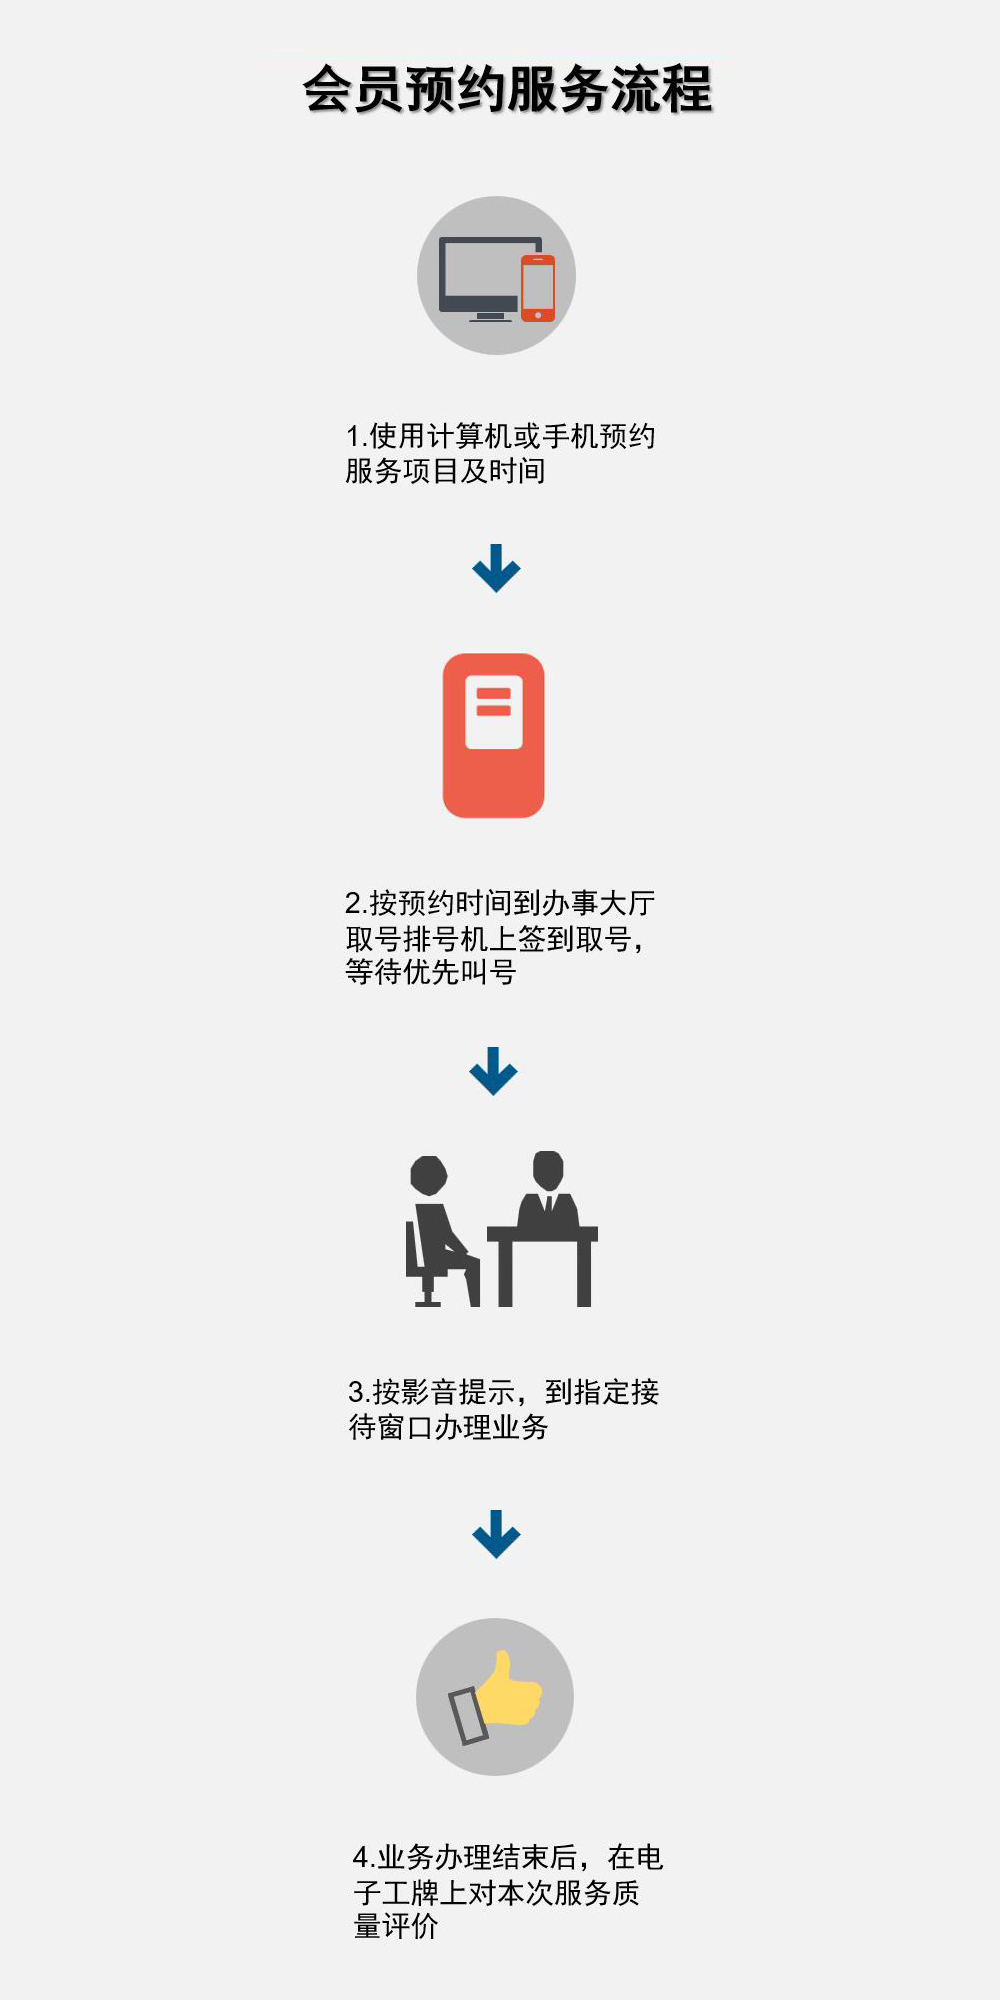 会员预约服务流程
1.使用计算机或手机预约
服务项目及时间
2.按预约时间到办事大厅
取号排号机上签到取号，
等待优先叫号
3.按影音提示，到指定接
待窗口办理业务
4.业务办理结束后，在电
子工牌上对本次服务质
量评价